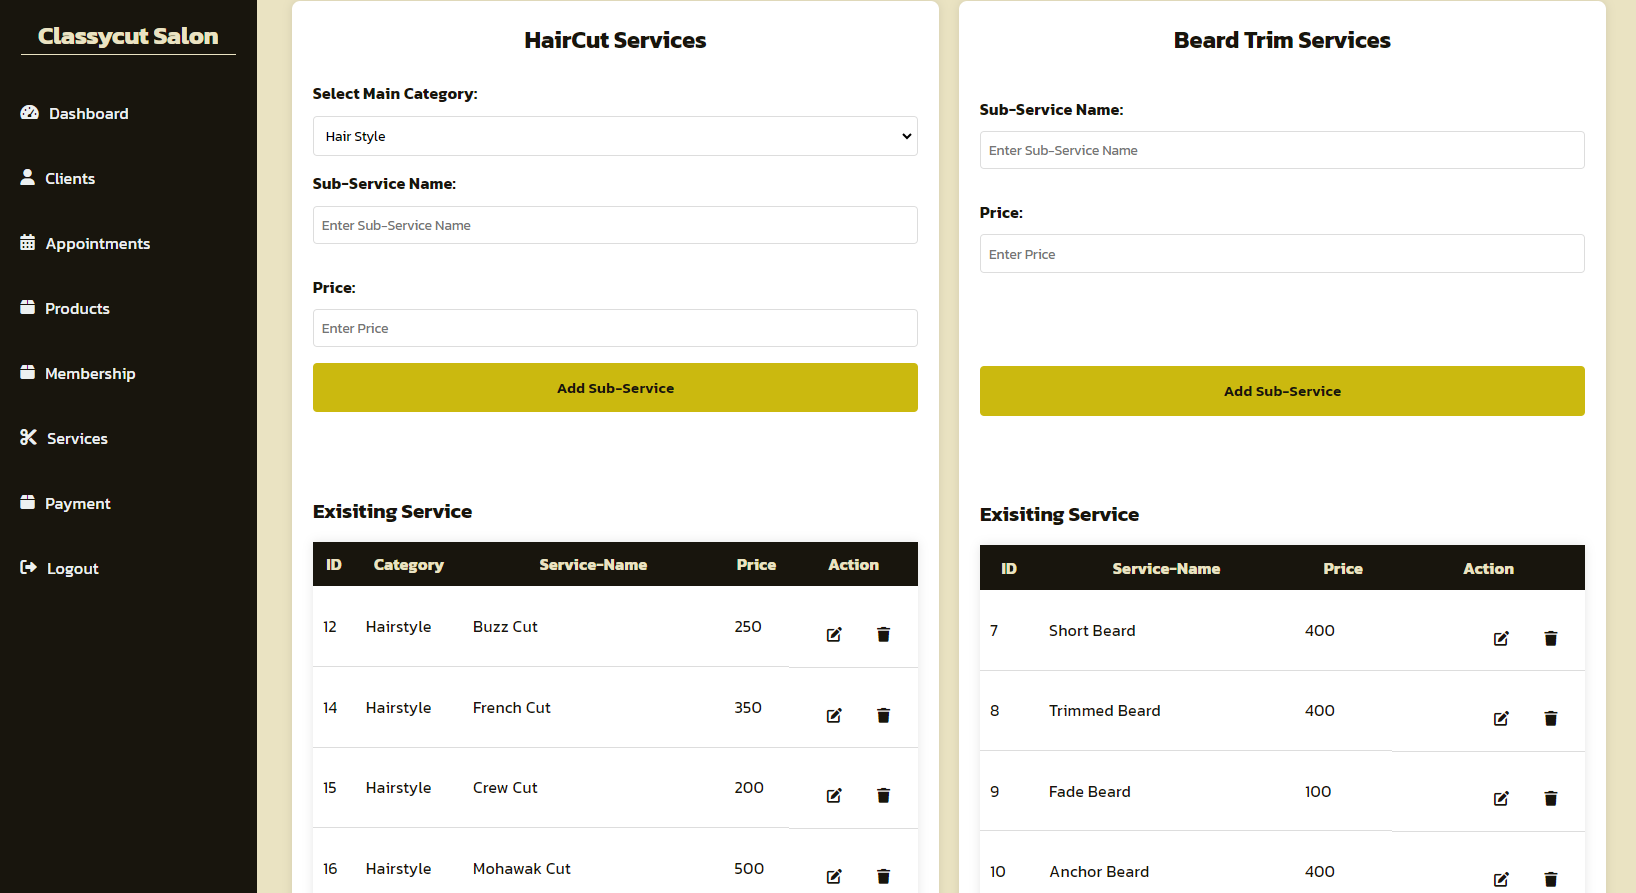 Classycut Salon
Dashboard
Clients
Appointments
Products
Membership
Services
Payment
Logout
HairCut Services
Select Main Category:
Hair Style
Sub-Service Name:
Enter Sub-Service Name
Price:
Enter Price
Add Sub-Service
Exisiting Service
ID Category Service-Name Price Action
12 Hairstyle Buzz Cut 250
14 Hairstyle French Cut 350
15 Hairstyle Crew Cut 200
16 Hairstyle Mohawak Cut 500
Beard Trim Services
Sub-Service Name:
Enter Sub-Service Name
Price:
Enter Price
Add Sub-Service
Exisiting Service
ID Service-Name Price Action
7 Short Beard 400
8 Trimmed Beard 400
9 Fade Beard 100
10 Anchor Beard 400